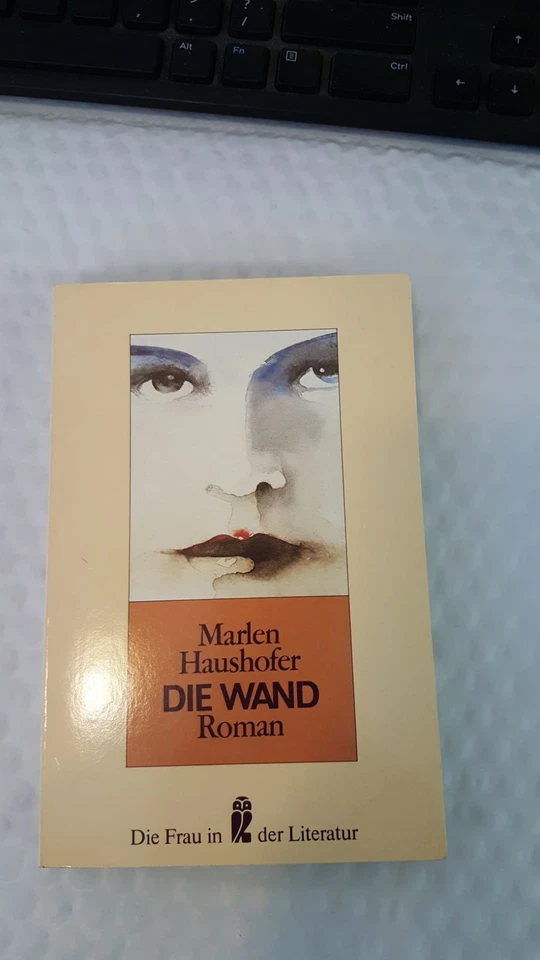 ?
/
Shift
Alt
Fn
Ctrl
Marlen
Haushofer
DIE WAND
Roman
Die Frau in der Literatur